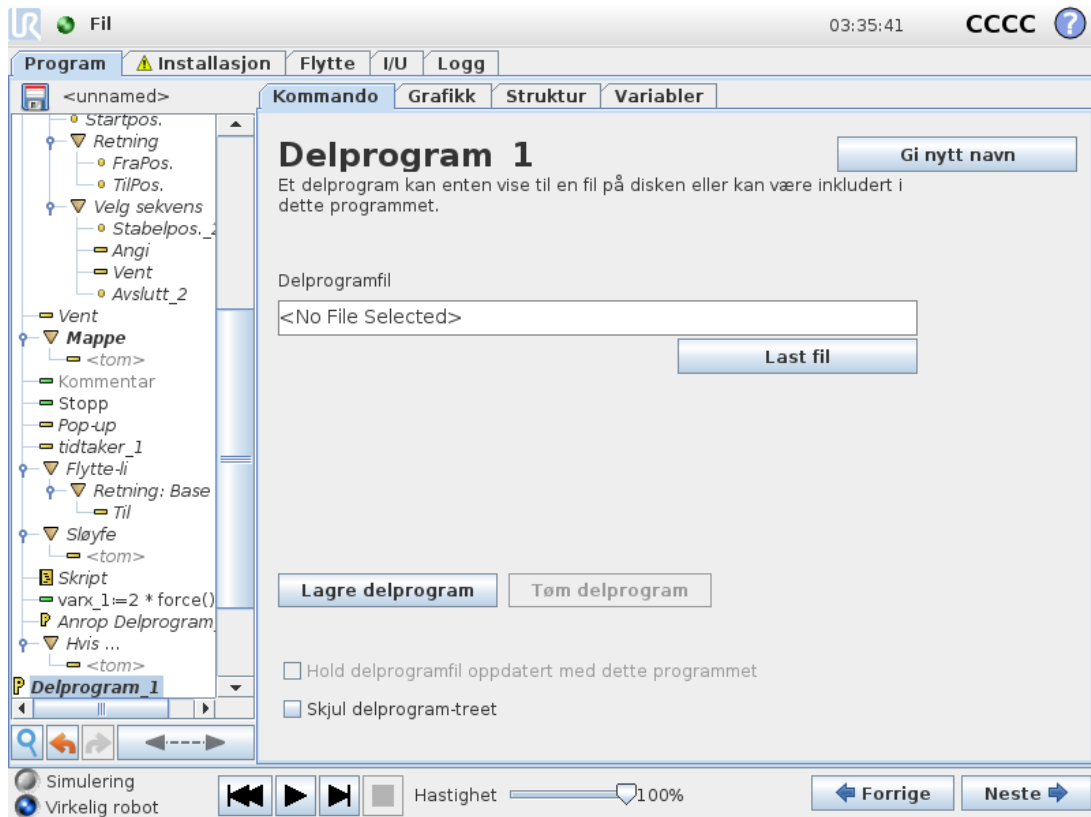 Fil
03:35:41
CCCC
?
Program
Installasjon
Flytte
I/U
Logg
<unnamed>
Kommando
Grafikk
Struktur
Variabler
Startpos.
Retning
FraPos.
TilPos.
Velg sekvens
Stabelpos._2
Angi
Vent
Avslutt_2
Vent
Mappe
<tom>
Kommentar
Stopp
Pop-up
tidtaker_1
Flytte-li
Retning: Base
Til
Sløyfe
<tom>
Skript
varx_1:=2 * force()
Anrop Delprogram_
Hvis ...
<tom>
Delprogram_1
Delprogram 1
Gi nytt navn
Et delprogram kan enten vise til en fil på disken eller kan være inkludert i
dette programmet.
Delprogramfil
<No File Selected>
Last fil
Lagre delprogram
Tøm delprogram
Hold delprogramfil oppdatert med dette programmet
Skjul delprogram-treet
Simulering
Virkelig robot
Hastighet
100%
Forrige
Neste